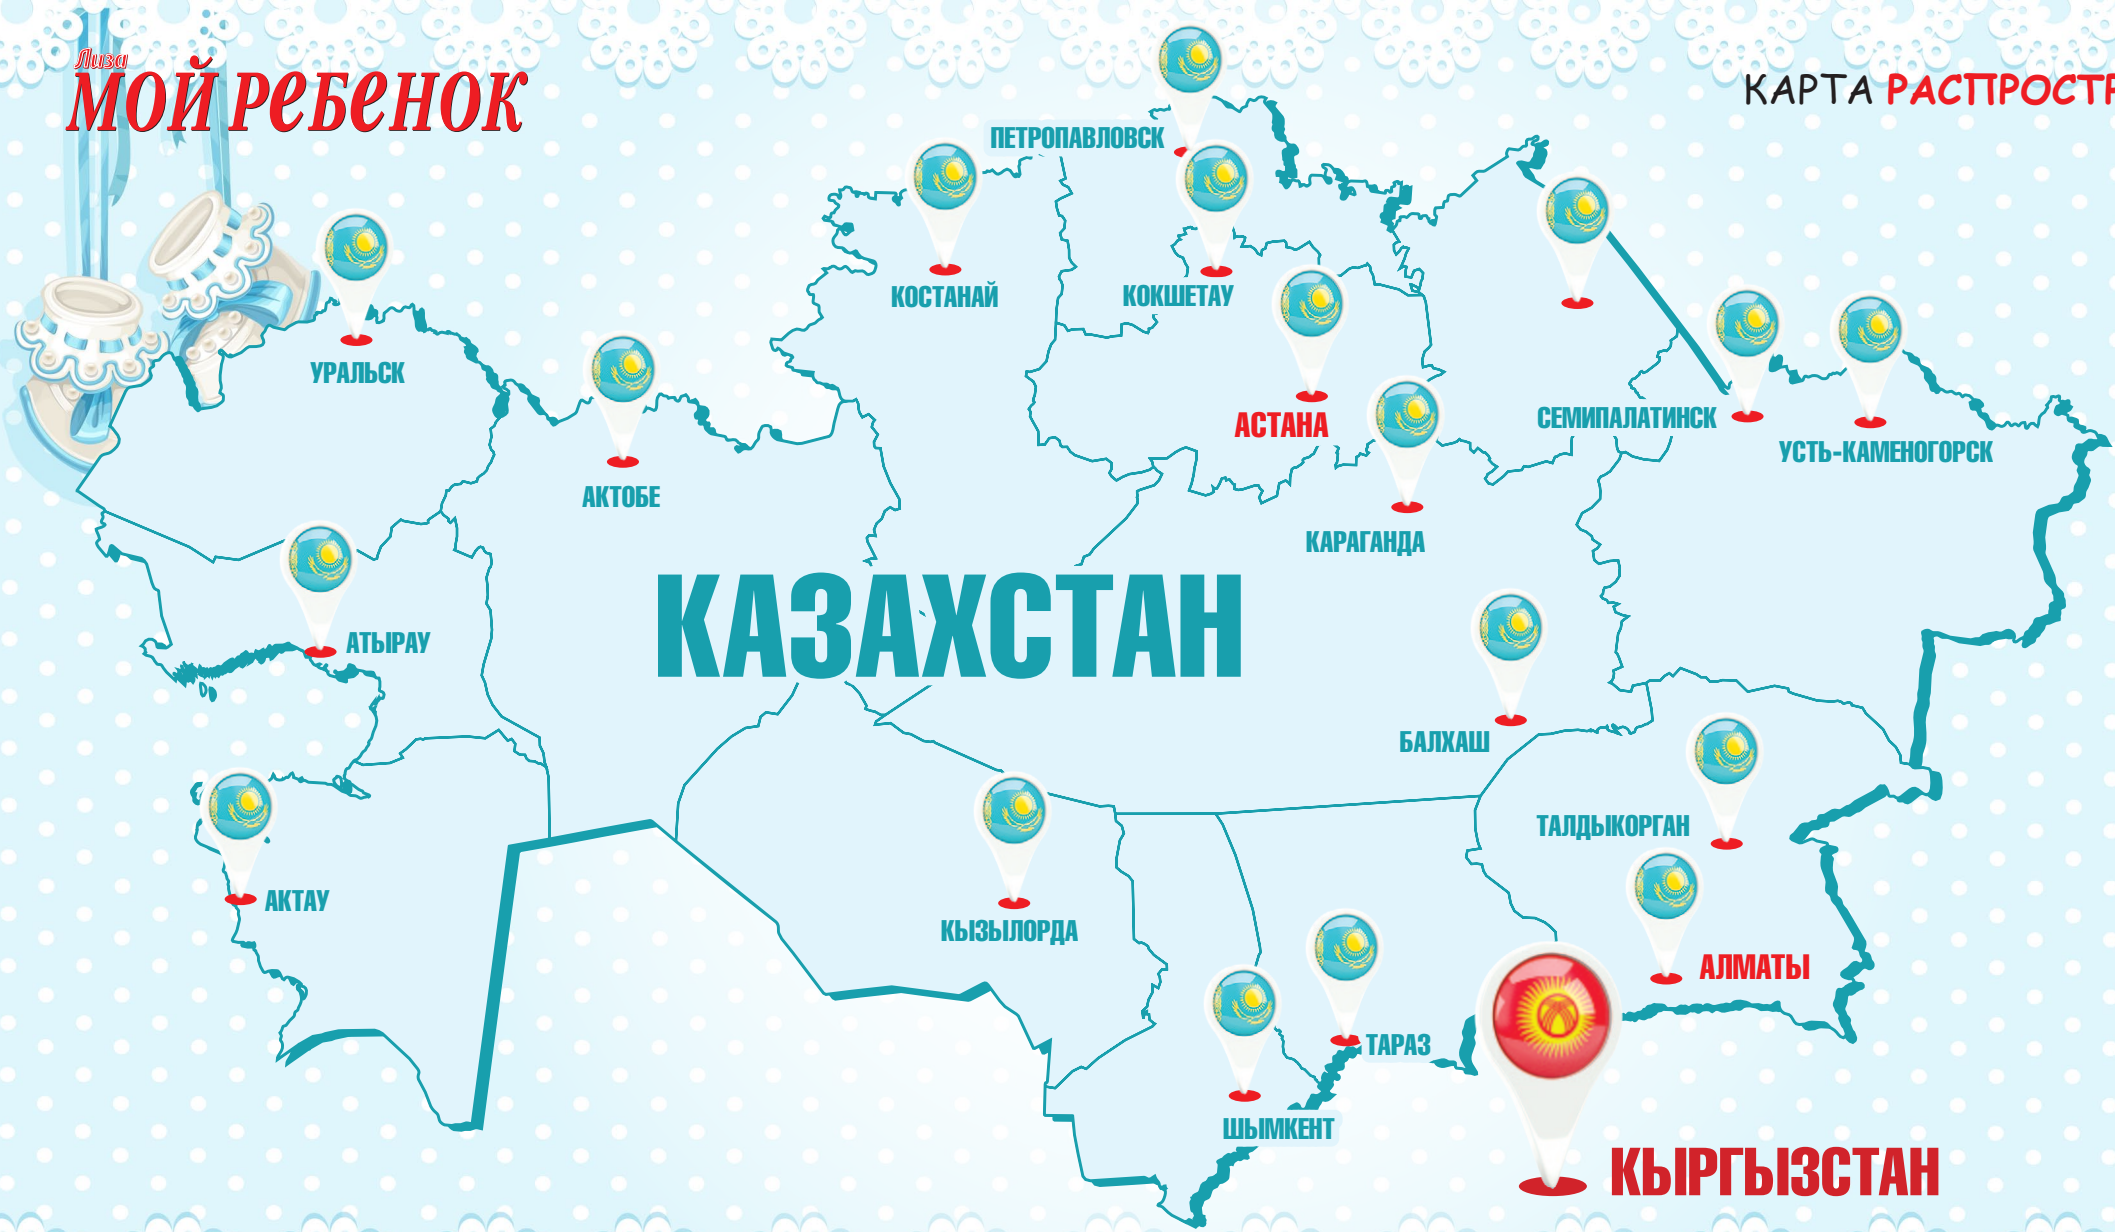 Лиза
МОЙ РЕБЕНОК
КАРТА РАСПРОСТР
ПЕТРОПАВЛОВСК
КОСТАНАЙ
КОКШЕТАУ
УРАЛЬСК
АСТАНА
СЕМИПАЛАТИНСК
УСТЬ-КАМЕНОГОРСК
АКТОБЕ
КАРАГАНДА
КАЗАХСТАН
АТЫРАУ
БАЛХАШ
ТАЛДЫКОРГАН
АКТАУ
КЫЗЫЛОРДА
АЛМАТЫ
ТАРАЗ
ШЫМКЕНТ
КЫРГЫЗСТАН